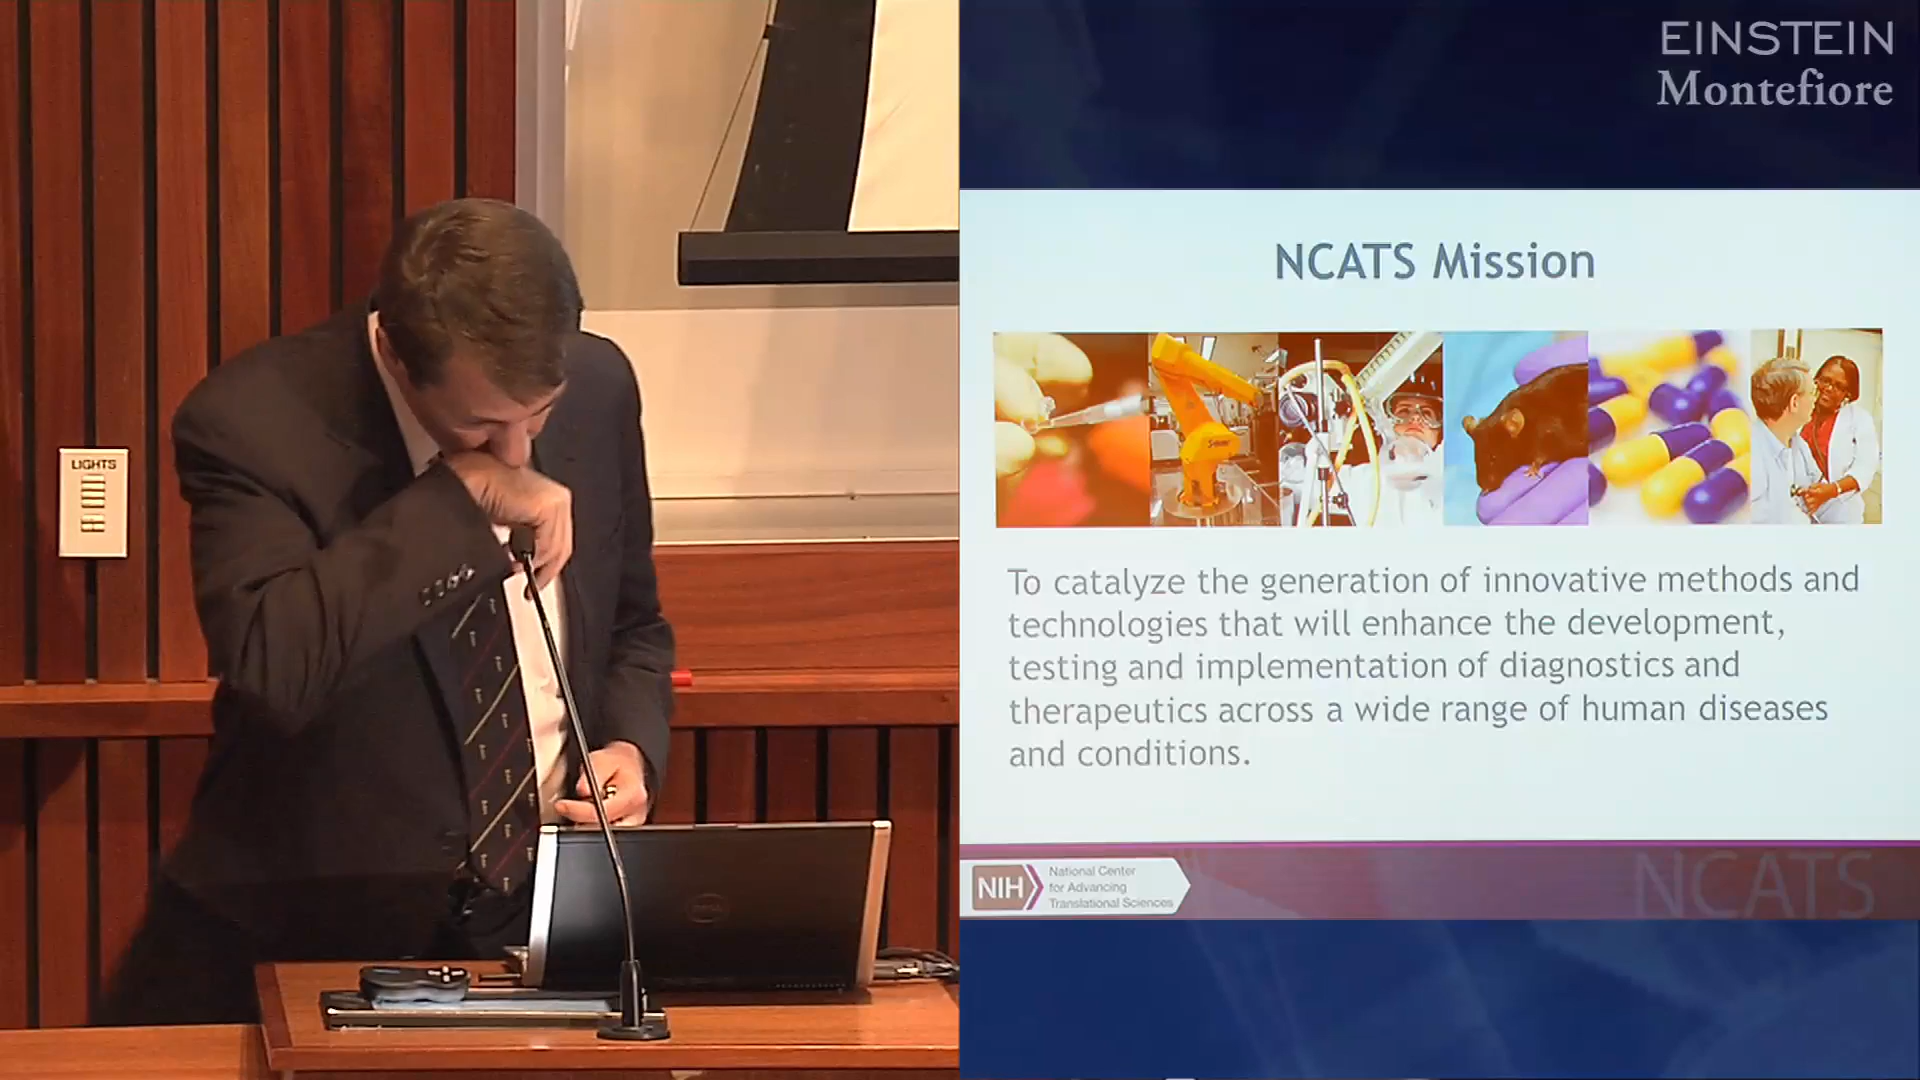 LIGHTS
EINSTEIN
Montefiore
NCATS Mission
To catalyze the generation of innovative methods and
technologies that will enhance the development,
testing and implementation of diagnostics and
therapeutics across a wide range of human diseases
and conditions.
NIH
National Center
for Advancing
Translational Sciences
NCATS